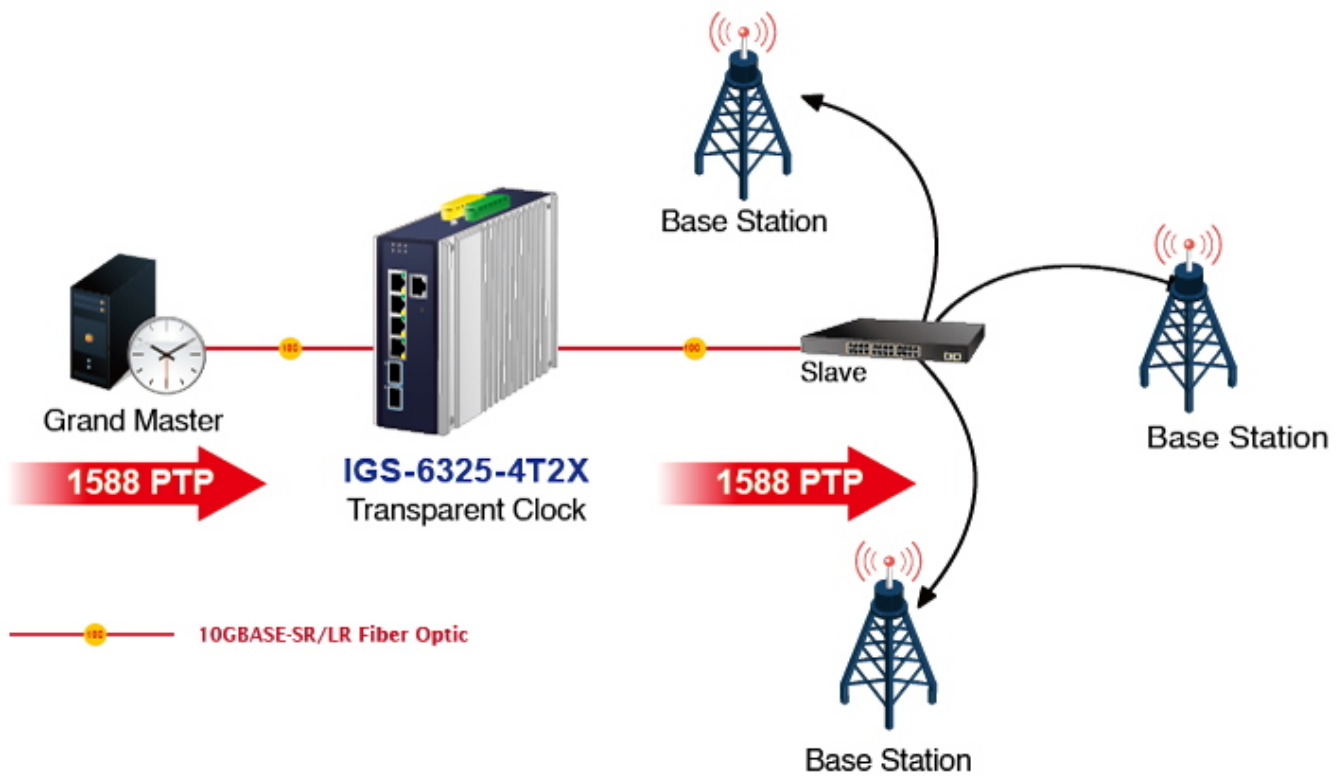 Base Station
Grand Master
Slave
Base Station
IGS-6325-4T2X
Transparent Clock
1588 PTP
1588 PTP
10GBASE-SR/LR Fiber Optic
Base Station